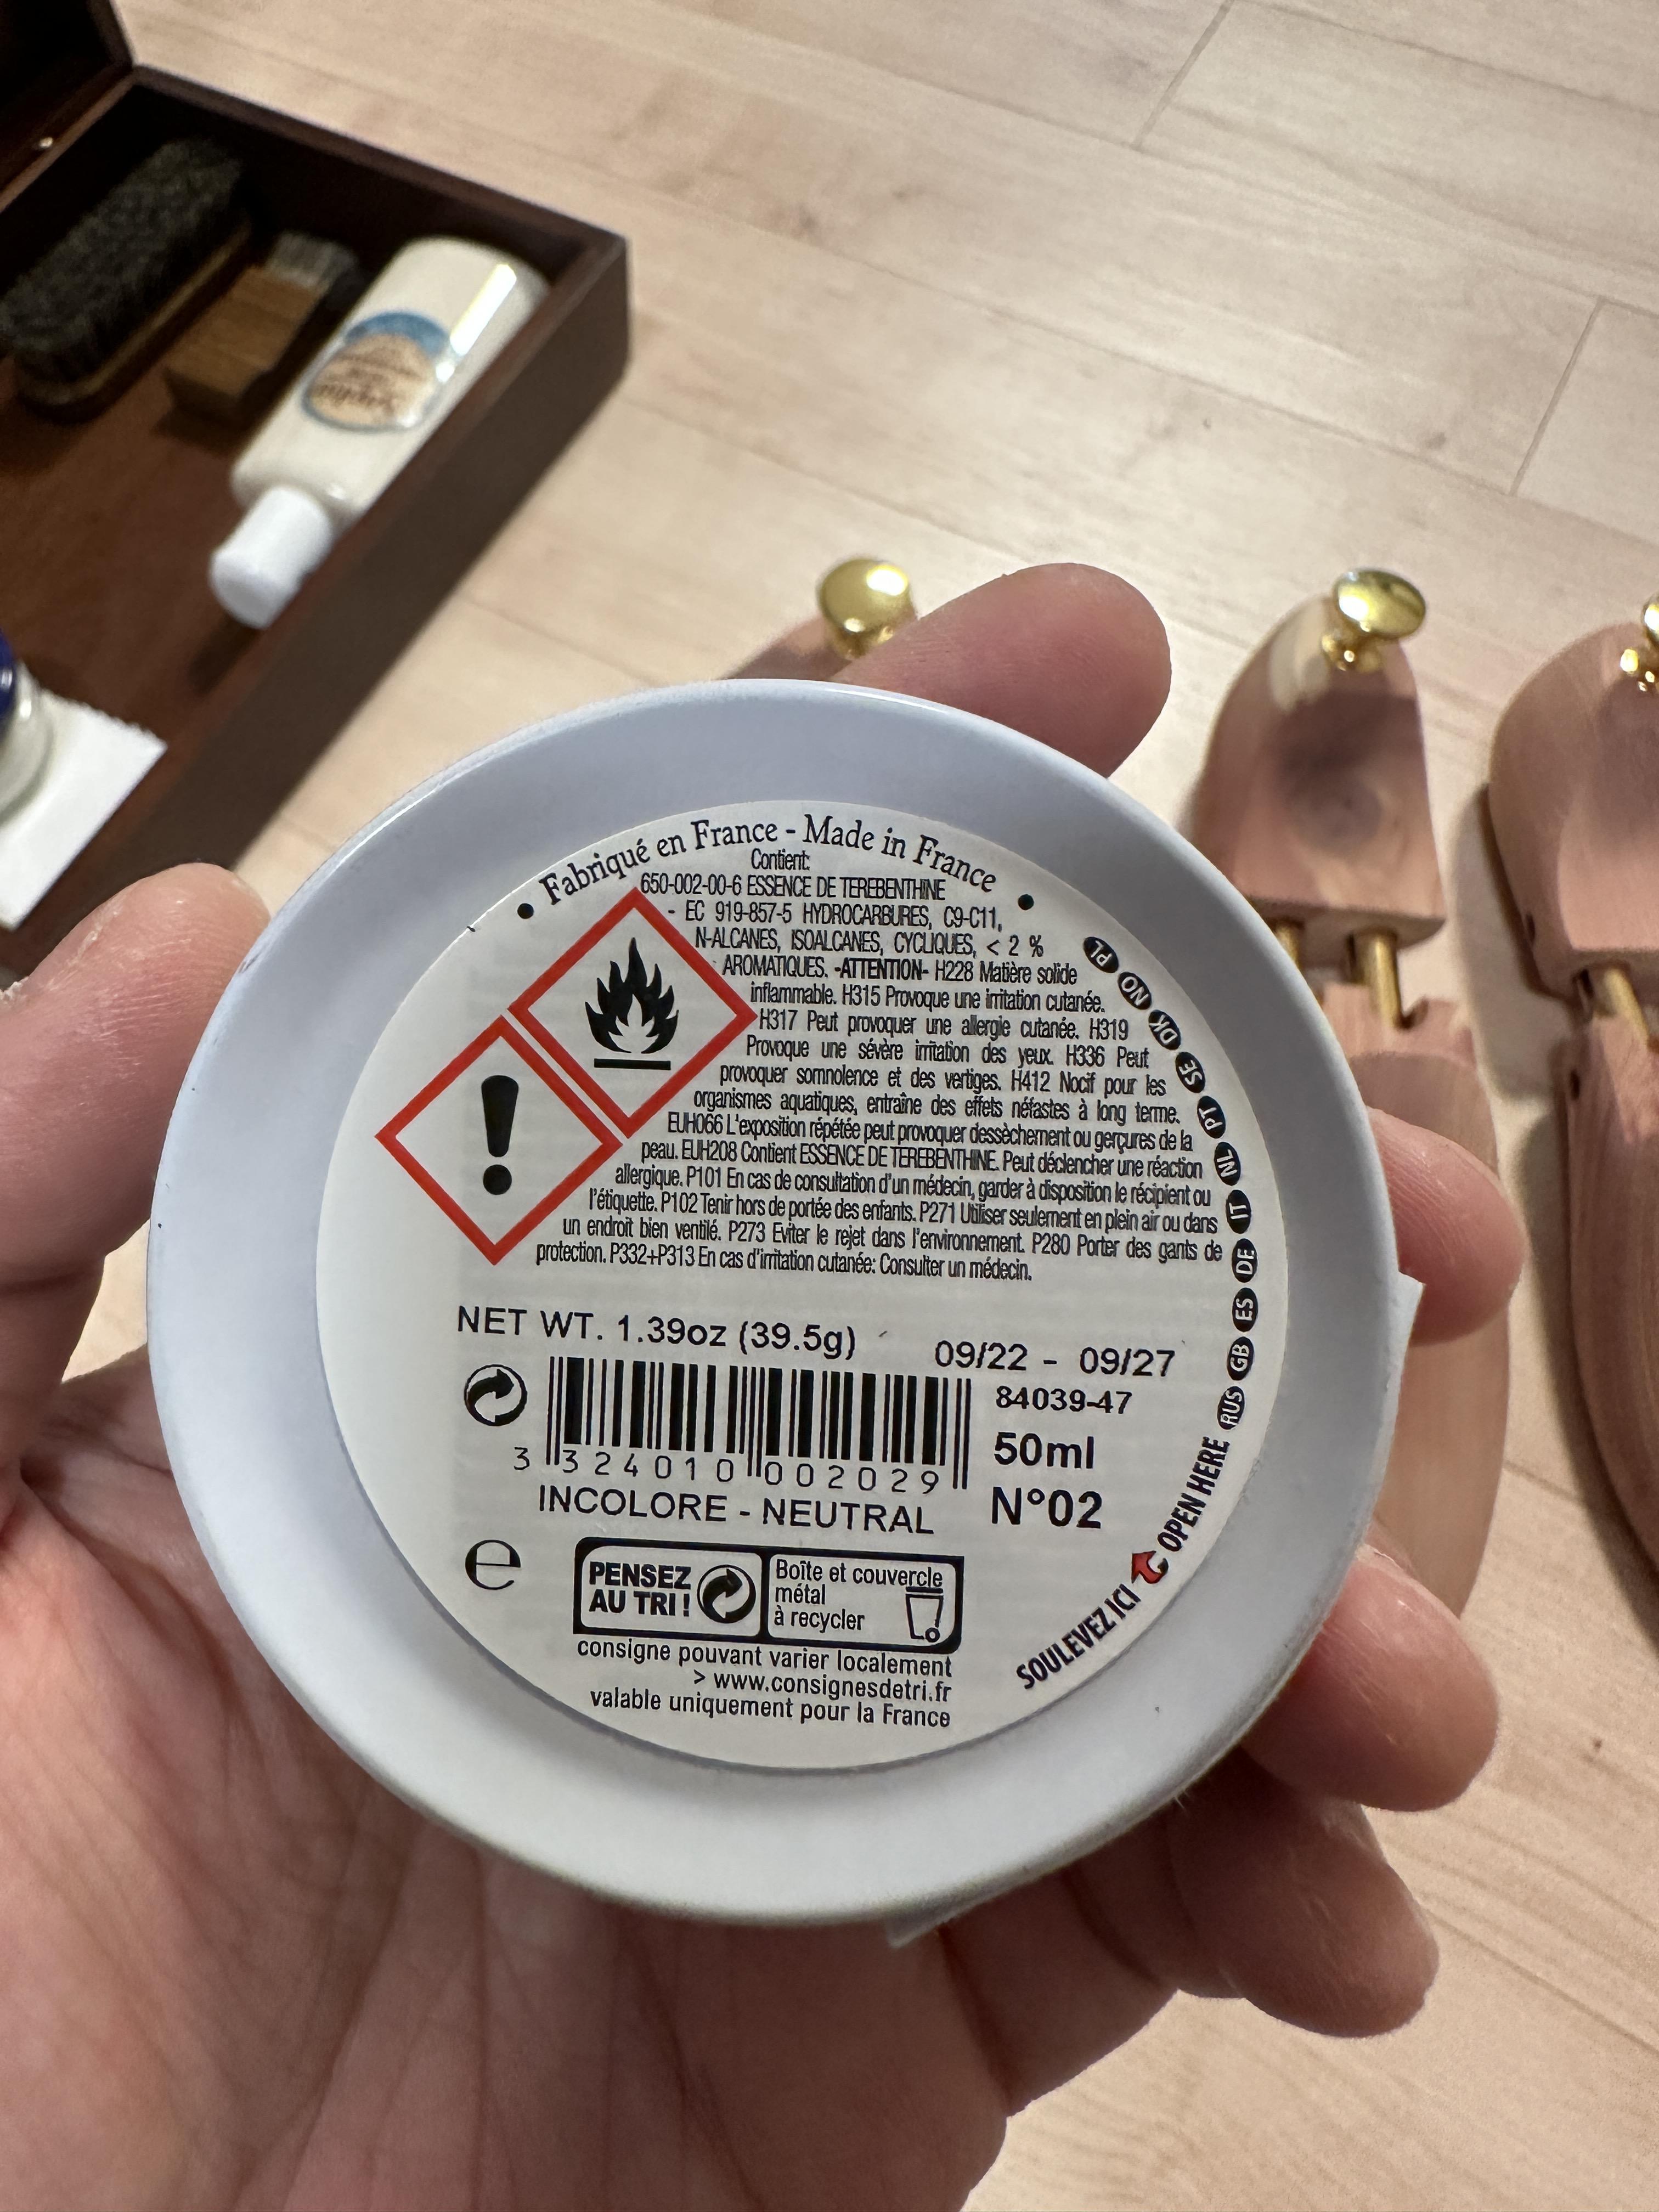 • Fabriqué en France - Made in France •
Contient:
650-002-00-6 ESSENCE DE TEREBENTHINE
- EC 919-857-5 HYDROCARBURES, C9-C11,
N-ALCANES, ISOALCANES, CYCLIQUES, < 2 %
AROMATIQUES. -ATTENTION- H228 Matière solide
inflammable. H315 Provoque une irritation cutanée.
H317 Peut provoquer une allergie cutanée. H319
Provoque une sévère irritation des yeux. H336 Peut
provoquer somnolence et des vertiges. H412 Nocif pour les
organismes aquatiques, entraîne des effets néfastes à long terme.
EUH066 L'exposition répétée peut provoquer dessèchement ou gerçures de la
peau. EUH208 Contient ESSENCE DE TEREBENTHINE. Peut déclencher une réaction
allergique. P101 En cas de consultation d'un médecin, garder à disposition le récipient ou
l'étiquette. P102 Tenir hors de portée des enfants. P271 Utiliser seulement en plein air ou dans
un endroit bien ventilé. P273 Eviter le rejet dans l'environnement. P280 Porter des gants de
protection. P332+P313 En cas d'irritation cutanée: Consulter un médecin.
NET WT. 1.39oz (39.5g)
09/22 - 09/27
84039-47
50ml
N°02
3 324010 002029
INCOLORE - NEUTRAL
e
PENSEZ
AU TRI !
Boîte et couvercle
métal
à recycler
consigne pouvant varier localement
> www.consignesdetri.fr
valable uniquement pour la France
SOULEVEZ ICI OPEN HERE RUS GB ES DE IT NL PT SE DK NO PL